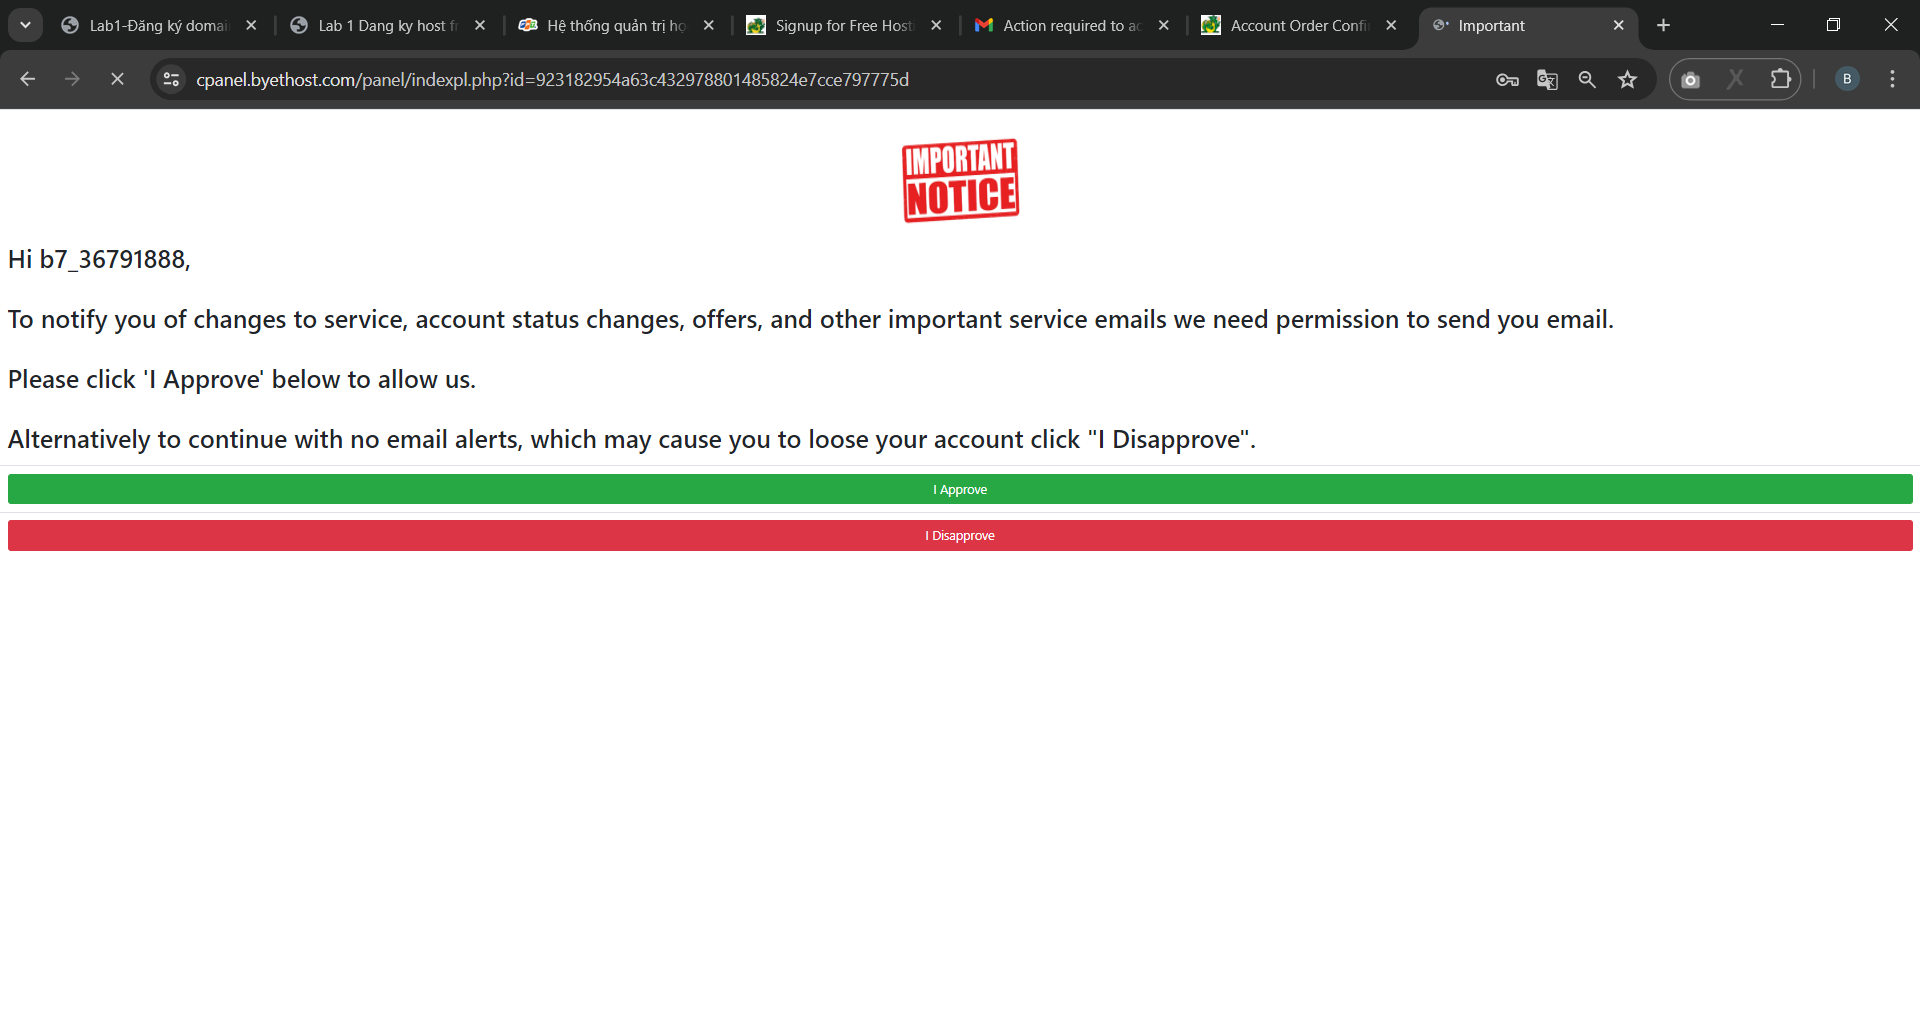 Lab1-Đăng ký domai
Lab 1 Dang ky host f
Hệ thống quản trị họ
Signup for Free Host
Action required to ac
Account Order Confi
Important
cpanel.byethost.com/panel/indexpl.php?id=923182954a63c432978801485824e7cce797775d
B
IMPORTANT
NOTICE
Hi b7_36791888,
To notify you of changes to service, account status changes, offers, and other important service emails we need permission to send you email.
Please click 'I Approve' below to allow us.
Alternatively to continue with no email alerts, which may cause you to loose your account click "I Disapprove".
I Approve
I Disapprove